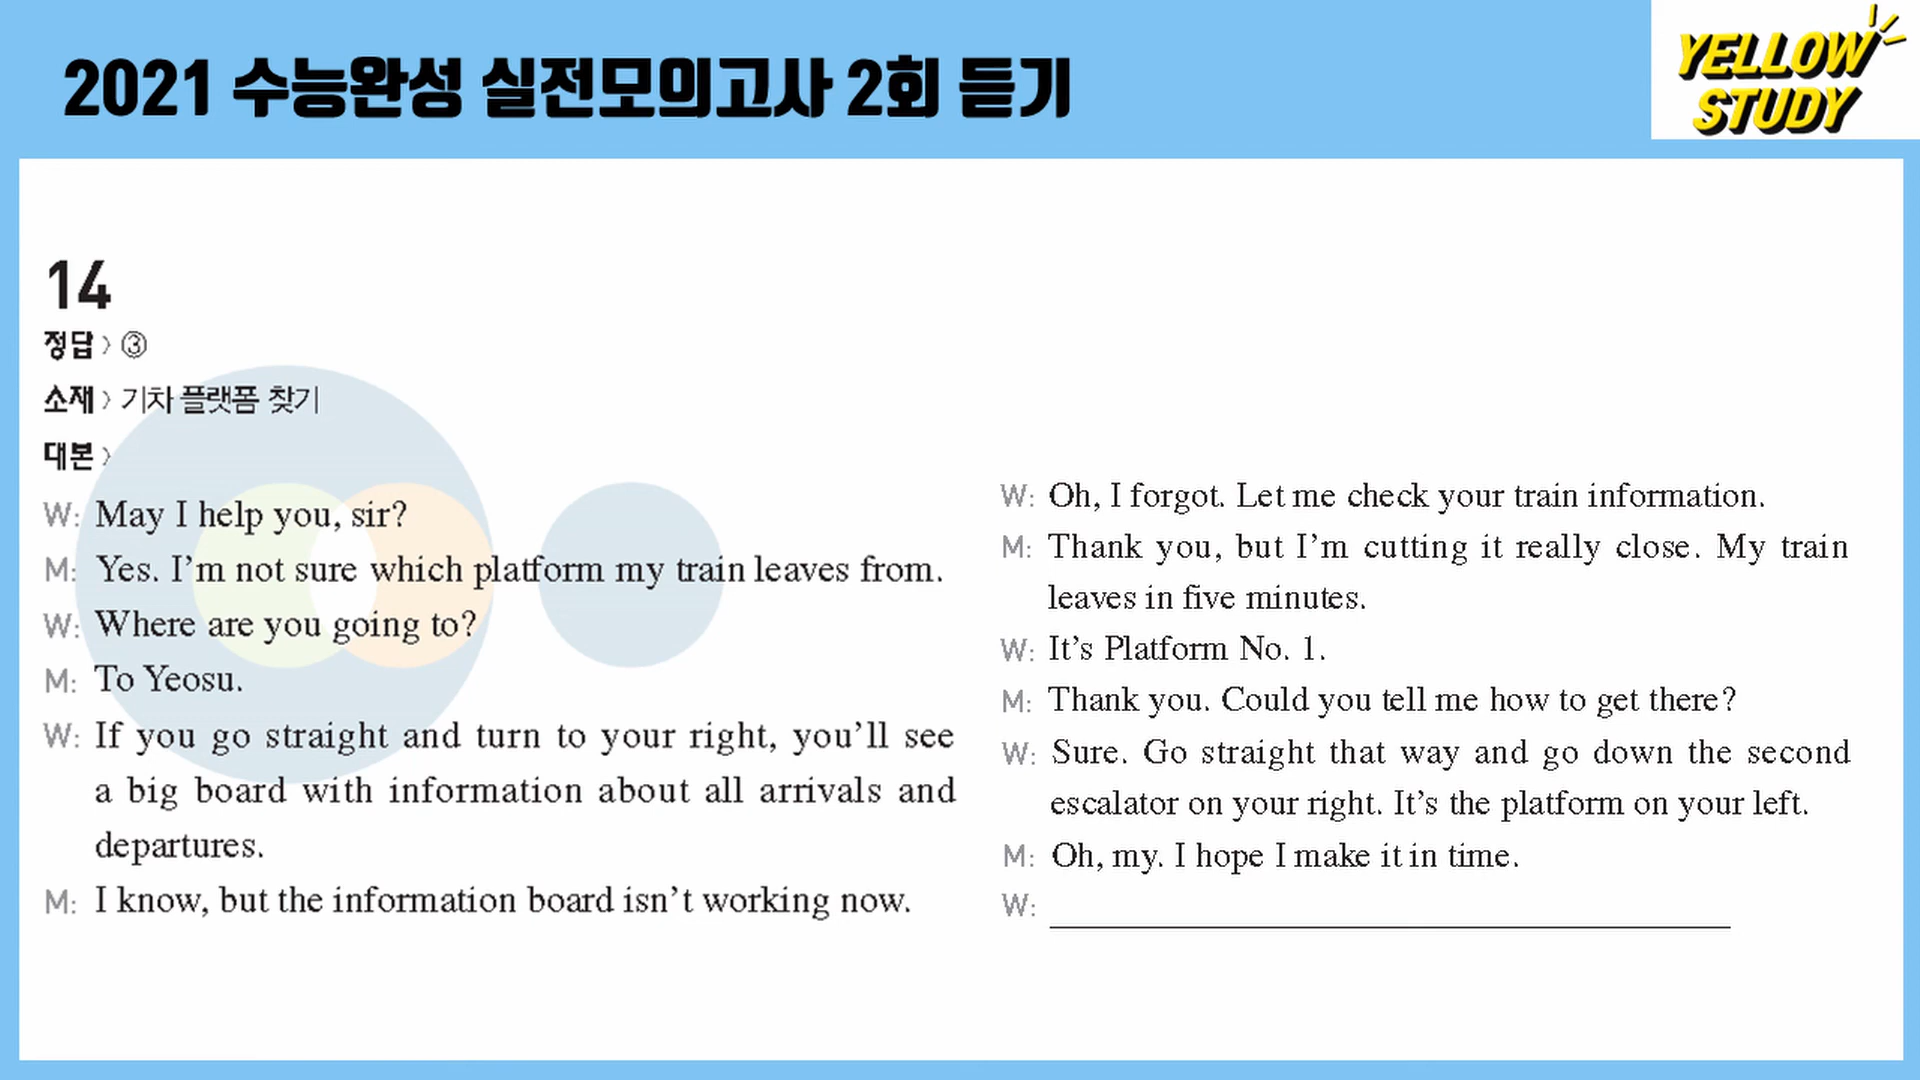 2021 수능완성 실전모의고사 2회 듣기
YELLOW
STUDY
14
정답 > ③
소재 > 기차 플랫폼 찾기
대본 >
W: May I help you, sir?
M: Yes. I'm not sure which platform my train leaves from.
W: Where are you going to?
M: To Yeosu.
W: If you go straight and turn to your right, you'll see
a big board with information about all arrivals and
departures.
M: I know, but the information board isn't working now.
W: Oh, I forgot. Let me check your train information.
M: Thank you, but I'm cutting it really close. My train
leaves in five minutes.
W: It's Platform No. 1.
M: Thank you. Could you tell me how to get there?
W: Sure. Go straight that way and go down the second
escalator on your right. It's the platform on your left.
M: Oh, my. I hope I make it in time.
W: